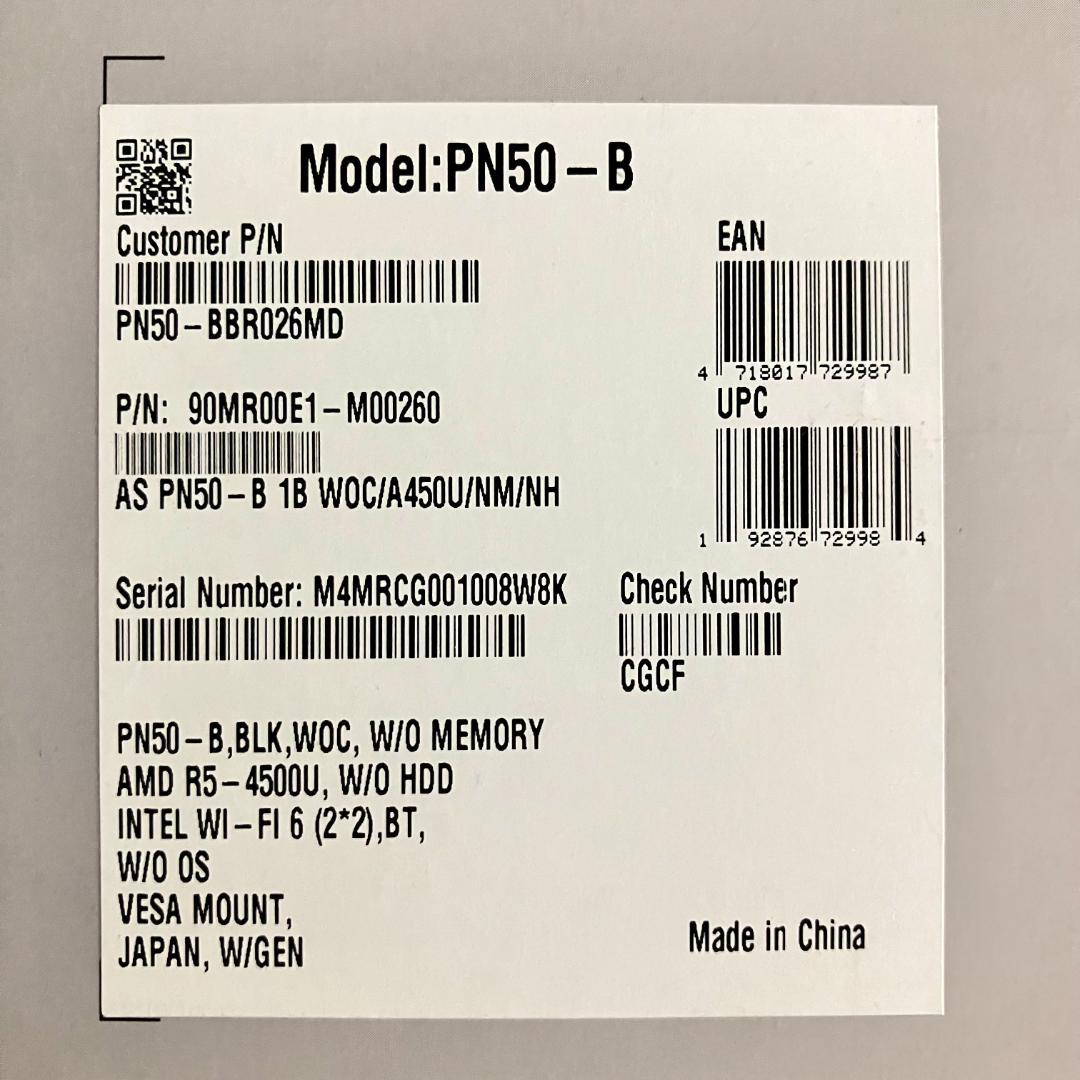 Model:PN50-B
Customer P/N
PN50-BBR026MD
EAN
4 718017 729987
P/N: 90MR00E1-M00260
AS PN50-B 1B WOC/A450U/NM/NH
UPC
1 92876 72998 4
Serial Number: M4MRCG001008W8K
Check Number
CGCF
PN50-B,BLK,WOC, W/O MEMORY
AMD R5-4500U, W/O HDD
INTEL WI-FI 6 (2*2),BT,
W/O OS
VESA MOUNT,
JAPAN, W/GEN
Made in China